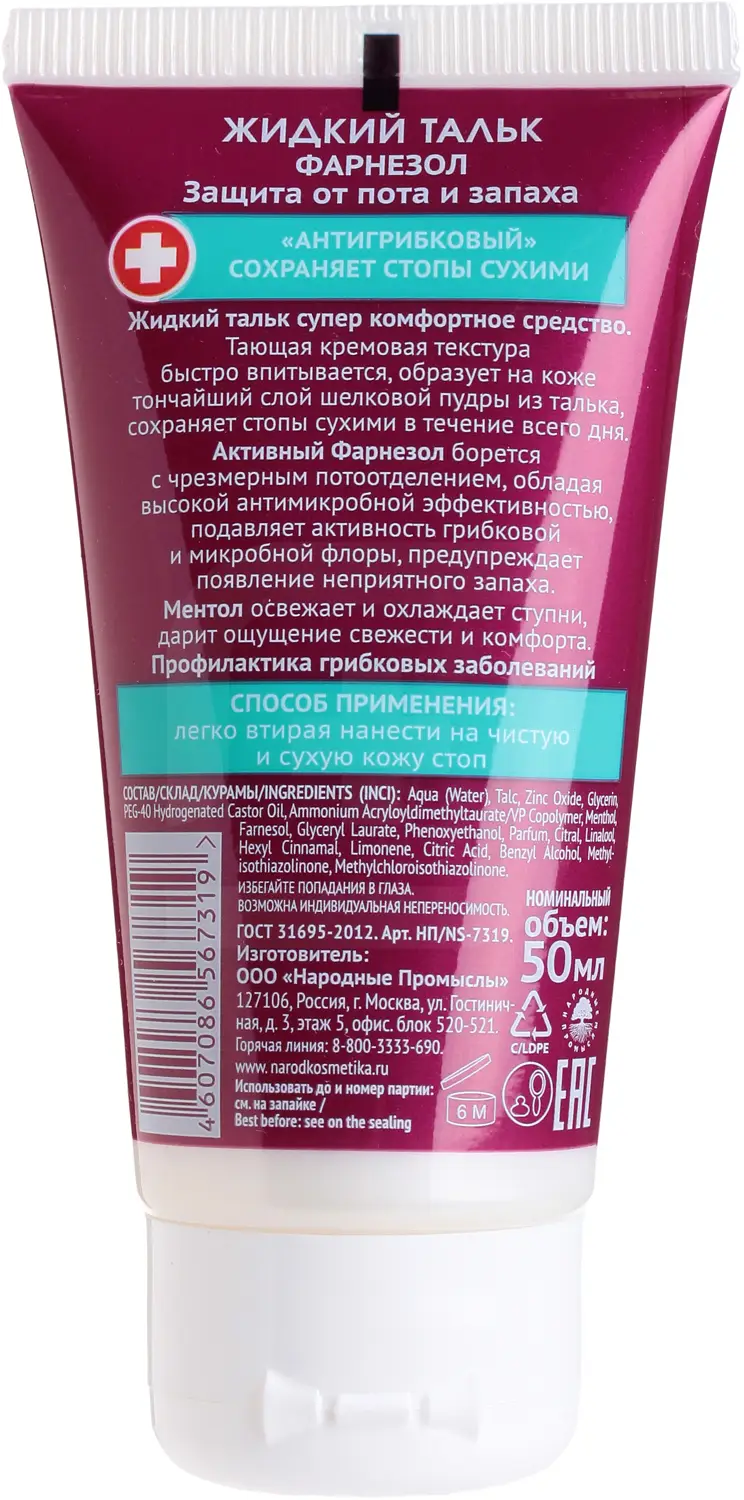 ЖИДКИЙ ТАЛЬК
ФАРНЕЗОЛ
Защита от пота и запаха
«АНТИГРИБКОВЫЙ»
СОХРАНЯЕТ СТОПЫ СУХИМИ
Жидкий тальк супер комфортное средство.
Тающая кремовая текстура
быстро впитывается, образует на коже
тончайший слой шелковой пудры из талька,
сохраняет стопы сухими в течение всего дня.
Активный Фарнезол борется
с чрезмерным потоотделением, обладая
высокой антимикробной эффективностью,
подавляет активность грибковой
и микробной флоры, предупреждает
появление неприятного запаха.
Ментол освежает и охлаждает ступни,
дарит ощущение свежести и комфорта.
Профилактика грибковых заболеваний
СПОСОБ ПРИМЕНЕНИЯ:
легко втирая нанести на чистую
и сухую кожу стоп
СОСТАВ/СКЛАД/КУРАМЫ/INGREDIENTS (INCI): Aqua (Water), Talc, Zinc Oxide, Glycerin,
PEG-40 Hydrogenated Castor Oil, Ammonium Acryloyldimethyltaurate/VP Copolymer, Menthol,
Farnesol, Glyceryl Laurate, Phenoxyethanol, Parfum, Citral, Linalool,
Hexyl Cinnamal, Limonene, Citric Acid, Benzyl Alcohol, Methyl-
isothiazolinone, Methylchloroisothiazolinone.
ИЗБЕГАЙТЕ ПОПАДАНИЯ В ГЛАЗА.
ВОЗМОЖНА ИНДИВИДУАЛЬНАЯ НЕПЕРЕНОСИМОСТЬ.
ГОСТ 31695-2012. Арт. НП/NS-7319.
Изготовитель:
ООО «Народные Промыслы»
127106, Россия, г. Москва, ул. Гостинич-
ная, д. 3, этаж 5, офис. блок 520-521.
Горячая линия: 8-800-3333-690.
www.narodkosmetika.ru
Использовать до и номер партии:
см. на запайке /
Best before: see on the sealing
4 607086 567319 >
НОМИНАЛЬНЫЙ
объем:
50мл
C/LDPE
6 M
EAC